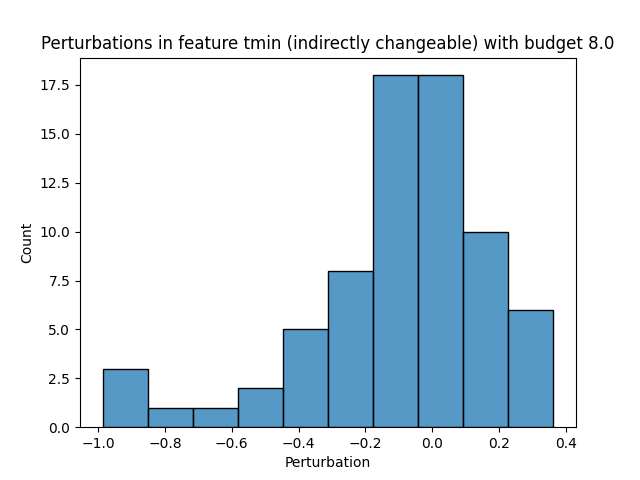 Perturbations in feature tmin (indirectly changeable) with budget 8.0
17.5
15.0
12.5
10.0
7.5
5.0
2.5
0.0
Count
−1.0 −0.8 −0.6 −0.4 −0.2 0.0 0.2 0.4
Perturbation